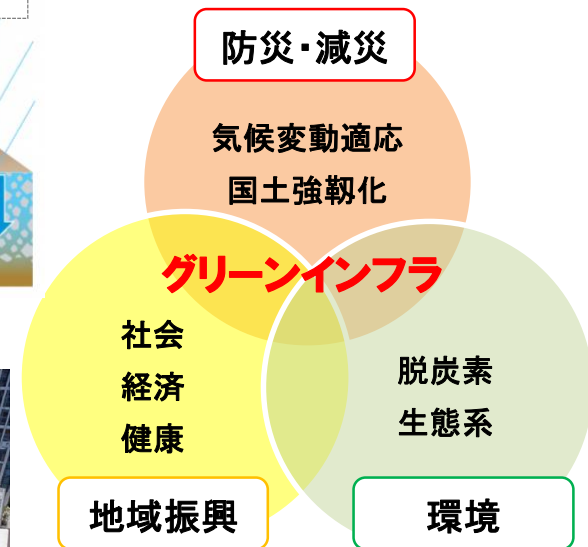 防災・減災
気候変動適応
国土強靱化
グリーンインフラ
社会
経済
健康
脱炭素
生態系
地域振興
環境